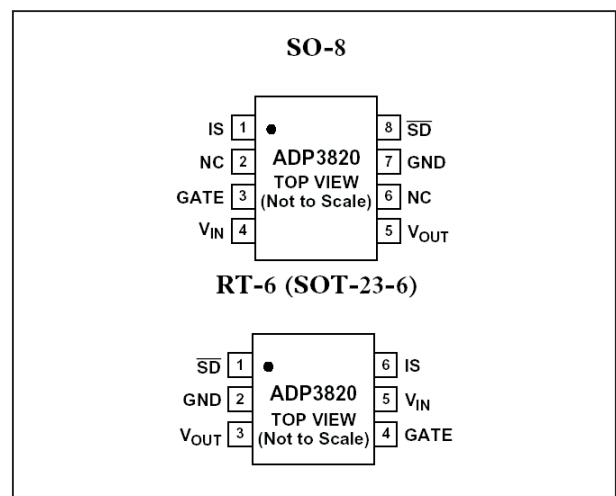 SO-8
IS 1 8 S̅D̅
NC 2 ADP3820 7 GND
TOP VIEW
GATE 3 (Not to Scale) 6 NC
VIN 4 5 VOUT
RT-6 (SOT-23-6)
S̅D̅ 1 6 IS
GND 2 ADP3820 5 VIN
TOP VIEW
VOUT 3 (Not to Scale) 4 GATE